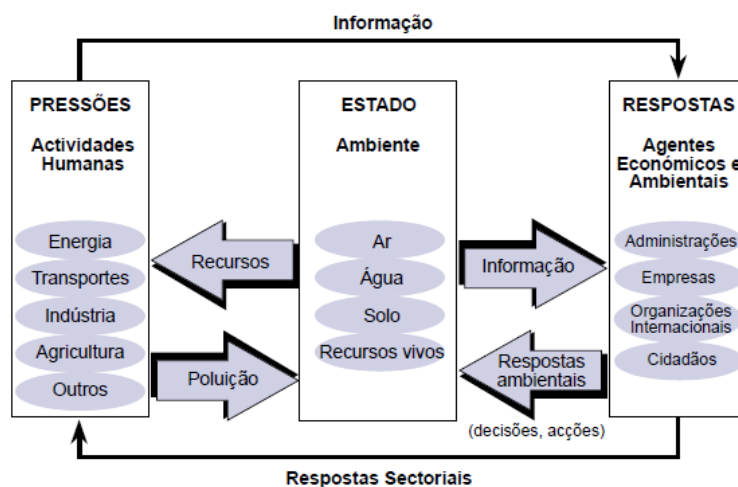 Informação
PRESSÕES
Actividades
Humanas
Energia
Transportes
Indústria
Agricultura
Outros
Recursos
Poluição
ESTADO
Ambiente
Ar
Água
Solo
Recursos vivos
Informação
Respostas
ambientais
(decisões, acções)
RESPOSTAS
Agentes
Económicos e
Ambientais
Administrações
Empresas
Organizações
Internacionais
Cidadãos
Respostas Sectoriais